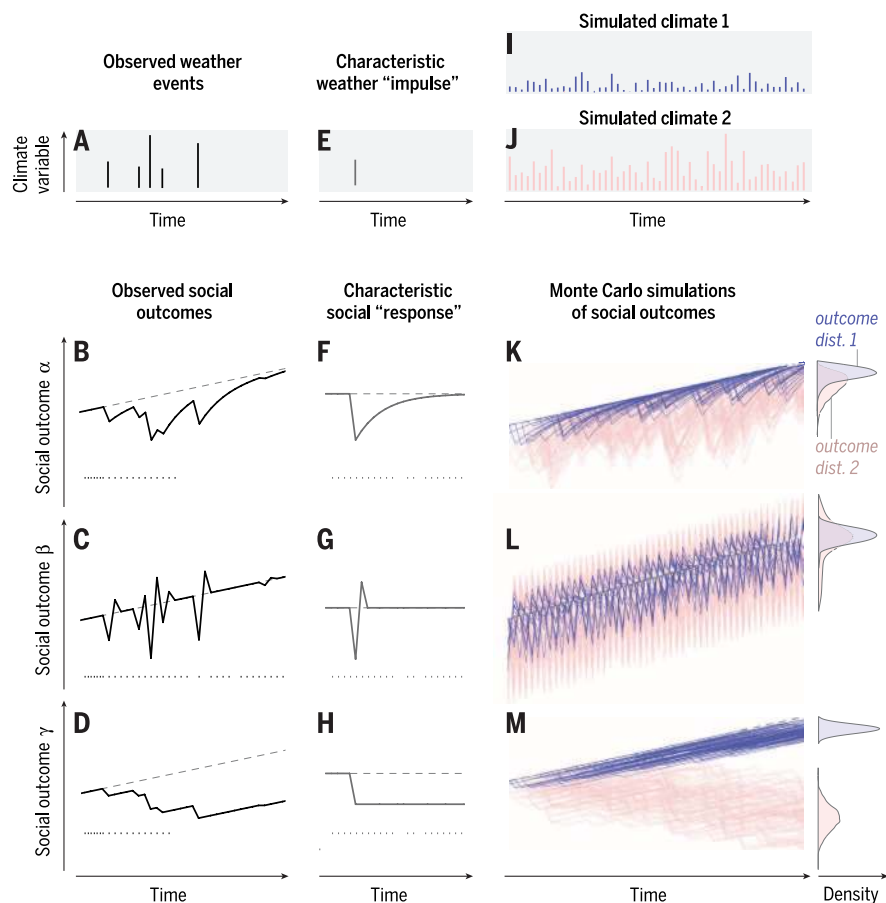 Observed weather
events
Characteristic
weather “impulse”
Simulated climate 1
I
Simulated climate 2
Climate
variable
A
E
J
Time
Time
Time
Observed social
outcomes
Characteristic
social “response”
Monte Carlo simulations
of social outcomes
Social outcome α
B
F
K
outcome
dist. 1
outcome
dist. 2
Social outcome β
C
G
L
Social outcome γ
D
H
M
Time
Time
Time
Density